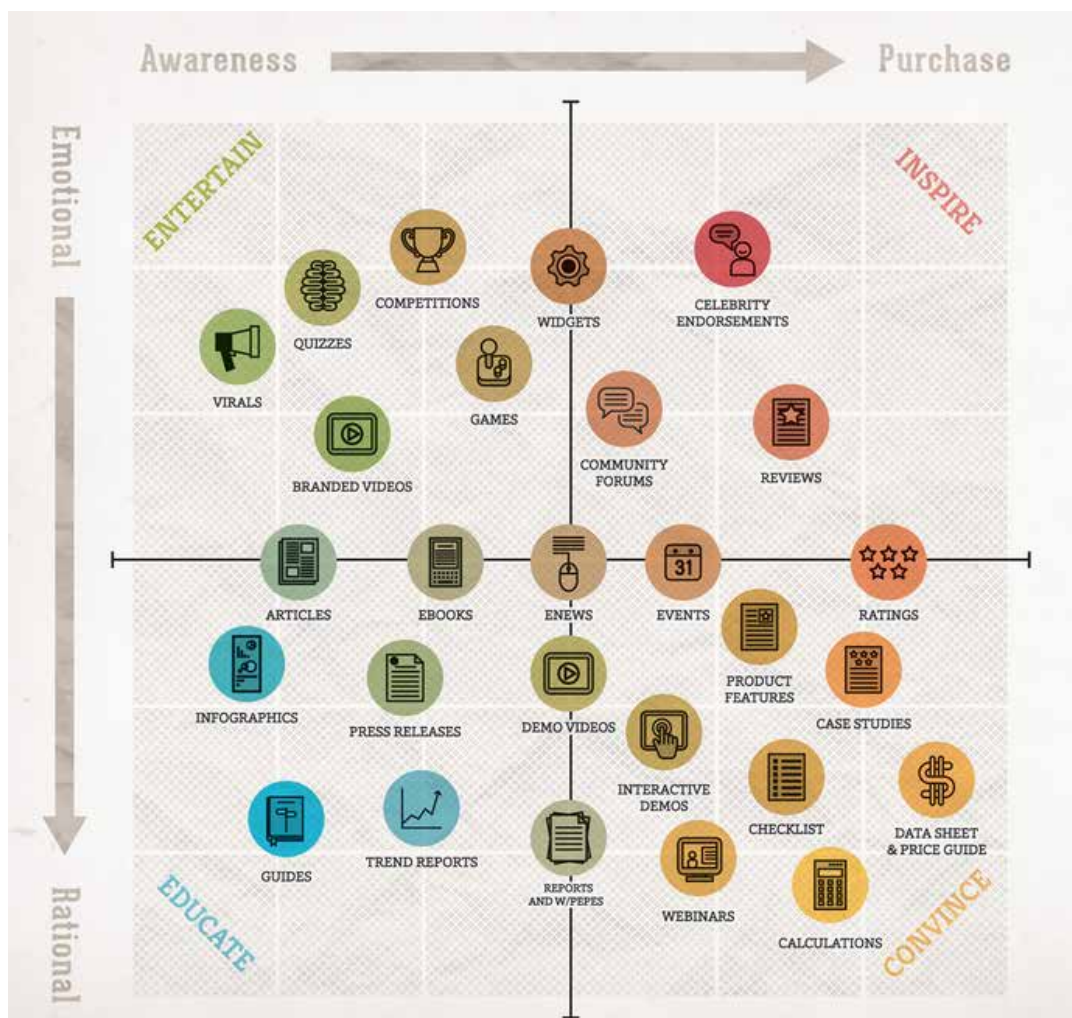 Awareness
Purchase
Emotional
Rational
ENTERTAIN
INSPIRE
COMPETITIONS
WIDGETS
CELEBRITY
ENDORSEMENTS
QUIZZES
VIRALS
GAMES
BRANDED VIDEOS
COMMUNITY
FORUMS
REVIEWS
31
ARTICLES
EBOOKS
ENEWS
EVENTS
RATINGS
INFOGRAPHICS
PRESS RELEASES
DEMO VIDEOS
PRODUCT
FEATURES
CASE STUDIES
INTERACTIVE
DEMOS
CHECKLIST
DATA SHEET
& PRICE GUIDE
GUIDES
TREND REPORTS
REPORTS
AND W/PEPES
WEBINARS
CALCULATIONS
EDUCATE
CONVINCE